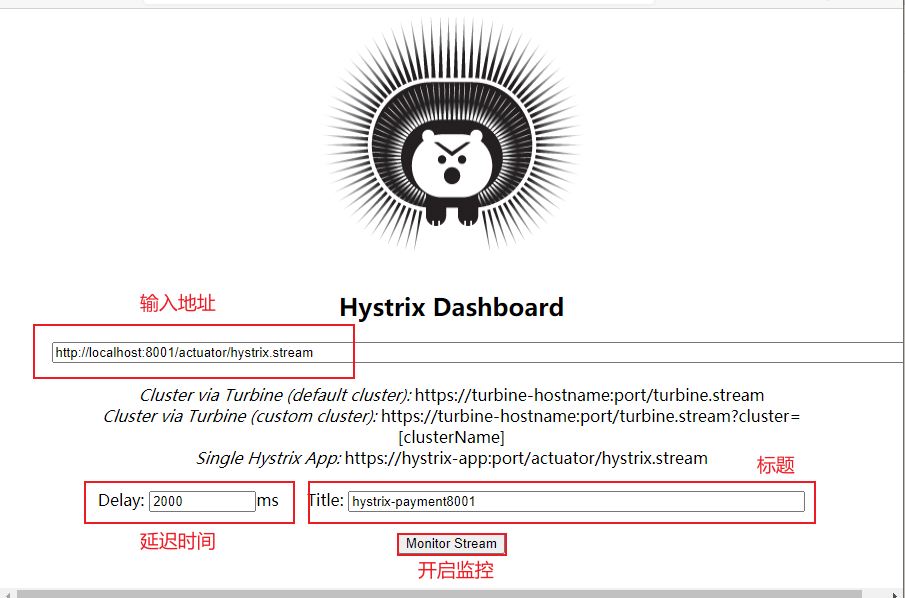 输入地址
Hystrix Dashboard
http://localhost:8001/actuator/hystrix.stream
Cluster via Turbine (default cluster): https://turbine-hostname:port/turbine.stream
Cluster via Turbine (custom cluster): https://turbine-hostname:port/turbine.stream?cluster=
[clusterName]
Single Hystrix App: https://hystrix-app:port/actuator/hystrix.stream
标题
Delay: 2000 ms Title: hystrix-payment8001
延迟时间
Monitor Stream
开启监控